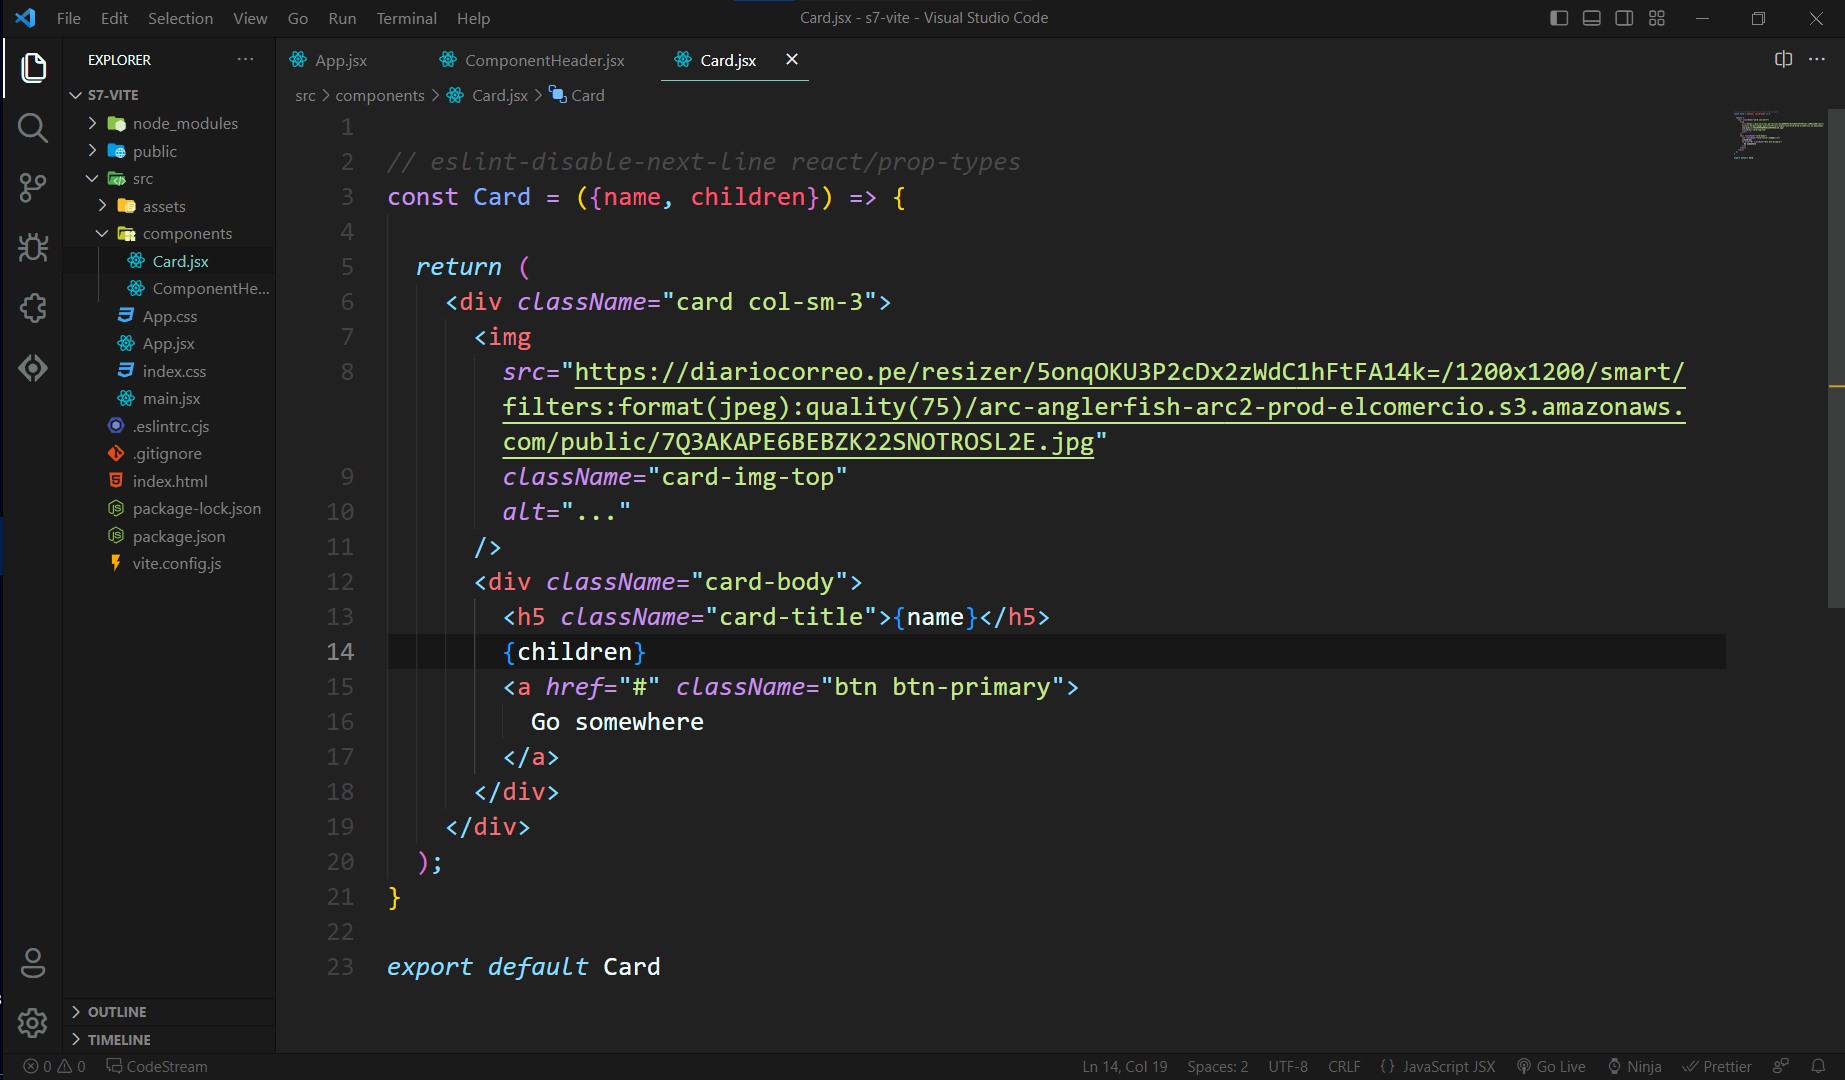 File Edit Selection View Go Run Terminal Help
Card.jsx - s7-vite - Visual Studio Code
EXPLORER
S7-VITE
node_modules
public
src
assets
components
Card.jsx
ComponentHe...
App.css
App.jsx
index.css
main.jsx
.eslintrc.cjs
.gitignore
index.html
package-lock.json
package.json
vite.config.js
OUTLINE
TIMELINE
App.jsx ComponentHeader.jsx Card.jsx
src > components > Card.jsx > Card
1
2 // eslint-disable-next-line react/prop-types
3 const Card = ({name, children}) => {
4
5 return (
6 <div className="card col-sm-3">
7 <img
8 src="https://diariocorreo.pe/resizer/5onqOKU3P2cDx2zWdC1hFtFA14k=/1200x1200/smart/
filters:format(jpeg):quality(75)/arc-anglerfish-arc2-prod-elcomercio.s3.amazonaws.
com/public/7Q3AKAPE6BEBZK22SNOTROSL2E.jpg"
9 className="card-img-top"
10 alt="..."
11 />
12 <div className="card-body">
13 <h5 className="card-title">{name}</h5>
14 {children}
15 <a href="#" className="btn btn-primary">
16 Go somewhere
17 </a>
18 </div>
19 </div>
20 );
21 }
22
23 export default Card
0 0 CodeStream
Ln 14, Col 19 Spaces: 2 UTF-8 CRLF {} JavaScript JSX Go Live Ninja Prettier